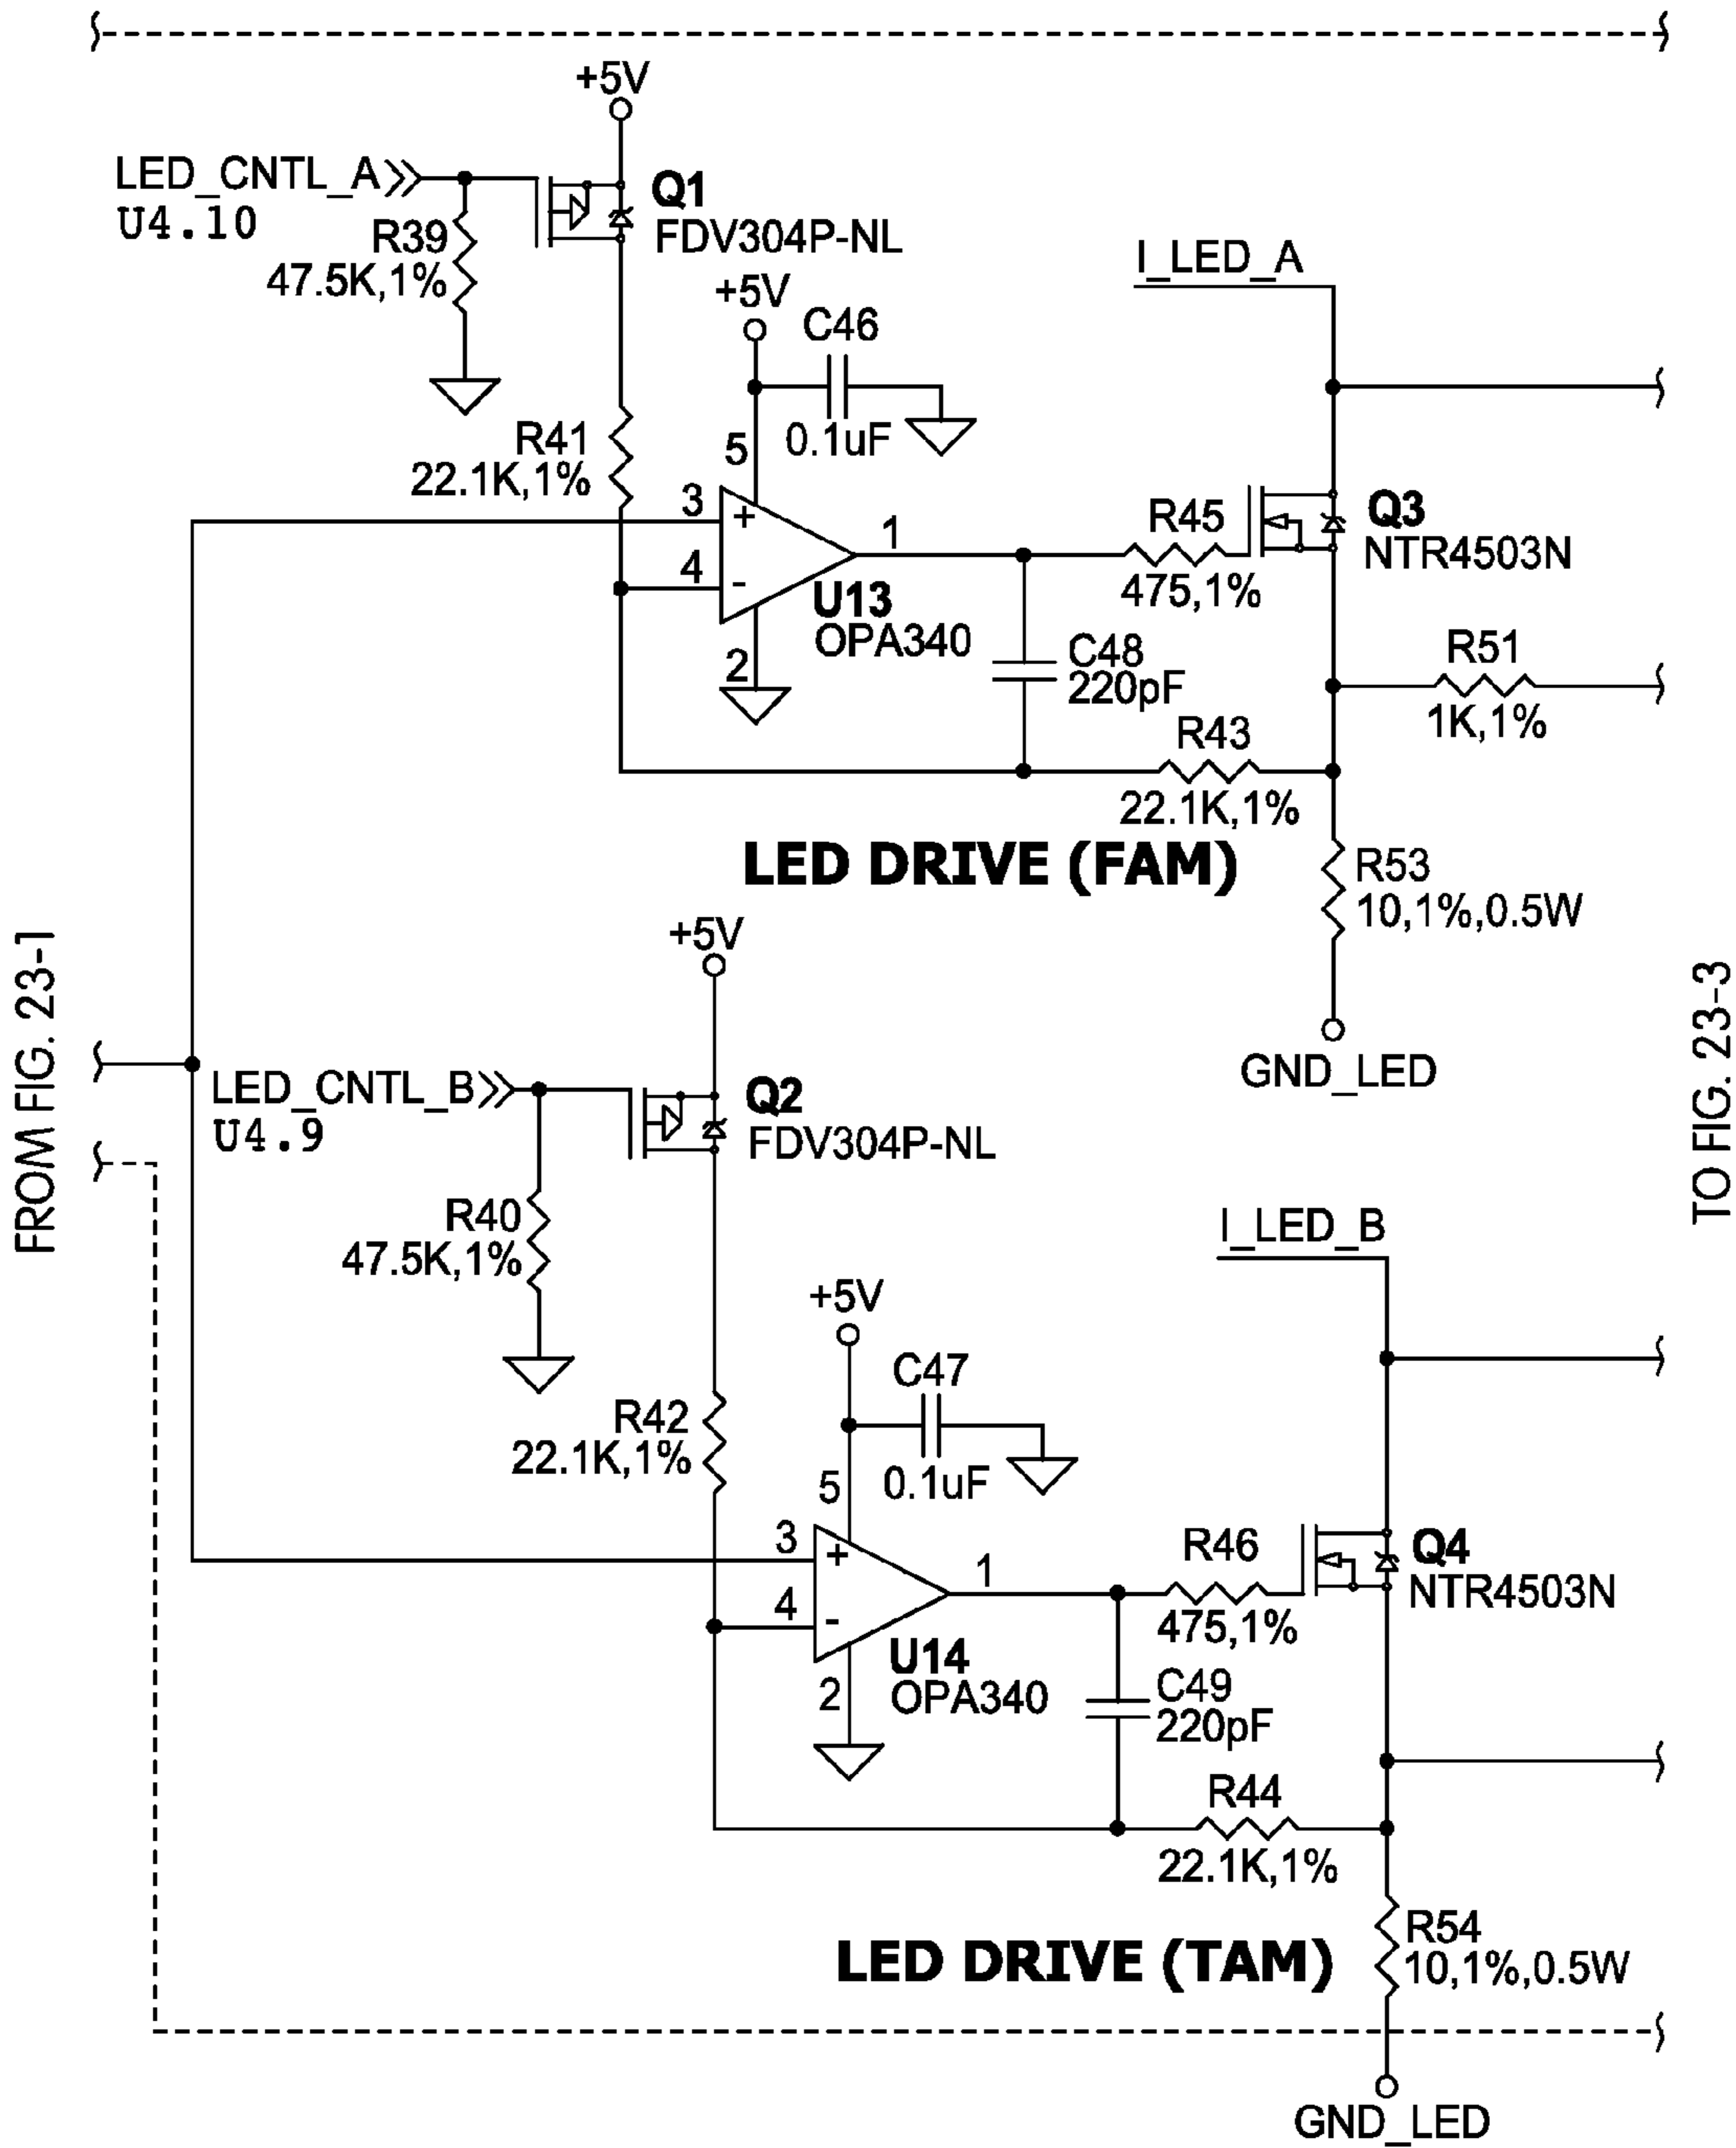 +5V
LED_CNTL_A
U4.10
Q1
FDV304P-NL
R39
47.5K,1%
I_LED_A
+5V
C46
0.1uF
R41
22.1K,1%
5
3
+
4
-
2
1
U13
OPA340
R45
475,1%
Q3
NTR4503N
C48
220pF
R51
1K,1%
R43
22.1K,1%
LED DRIVE (FAM)
R53
10,1%,0.5W
GND_LED
FROM FIG. 23-1
TO FIG. 23-3
+5V
LED_CNTL_B
U4.9
Q2
FDV304P-NL
R40
47.5K,1%
I_LED_B
+5V
C47
0.1uF
R42
22.1K,1%
5
3
+
4
-
2
1
U14
OPA340
R46
475,1%
Q4
NTR4503N
C49
220pF
R44
22.1K,1%
LED DRIVE (TAM)
R54
10,1%,0.5W
GND_LED